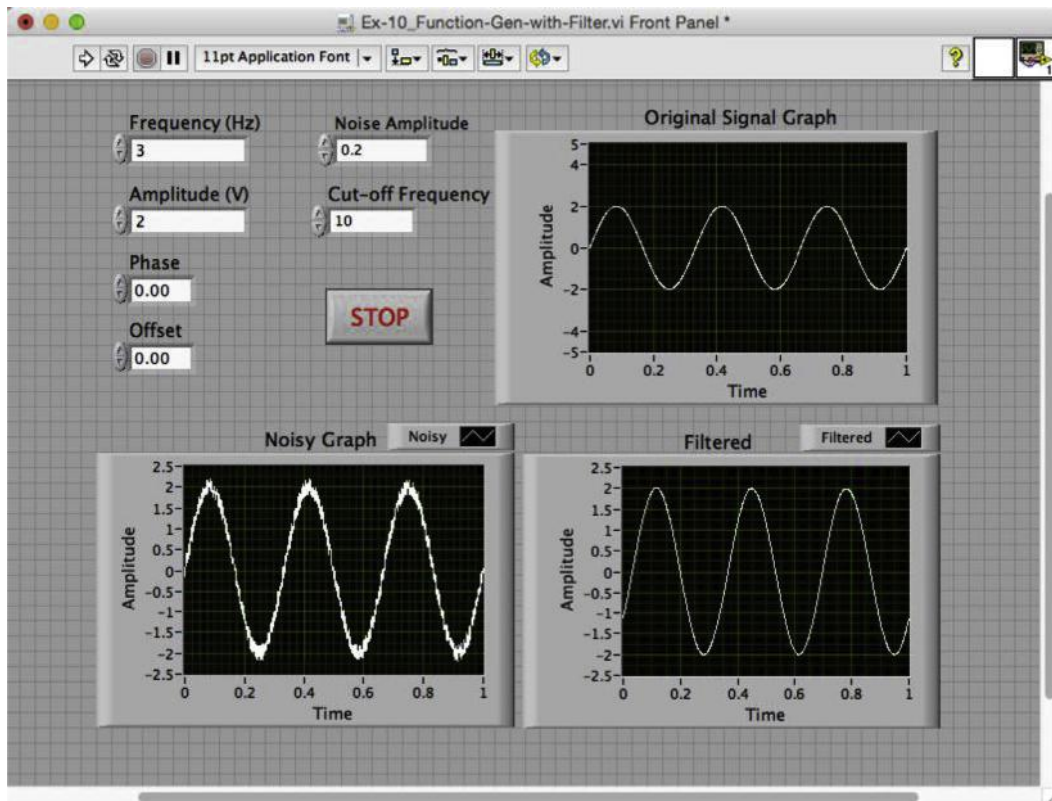 Ex-10_Function-Gen-with-Filter.vi Front Panel *
11pt Application Font
?
1
Frequency (Hz)
3
Noise Amplitude
0.2
Amplitude (V)
2
Cut-off Frequency
10
Phase
0.00
Offset
0.00
STOP
Original Signal Graph
Amplitude
5
4
2
0
-2
-4
-5
0 0.2 0.4 0.6 0.8 1
Time
Noisy Graph
Noisy
Amplitude
2.5
2
1.5
1
0.5
0
-0.5
-1
-1.5
-2
-2.5
0 0.2 0.4 0.6 0.8 1
Time
Filtered
Filtered
Amplitude
2.5
2
1.5
1
0.5
0
-0.5
-1
-1.5
-2
-2.5
0 0.2 0.4 0.6 0.8 1
Time